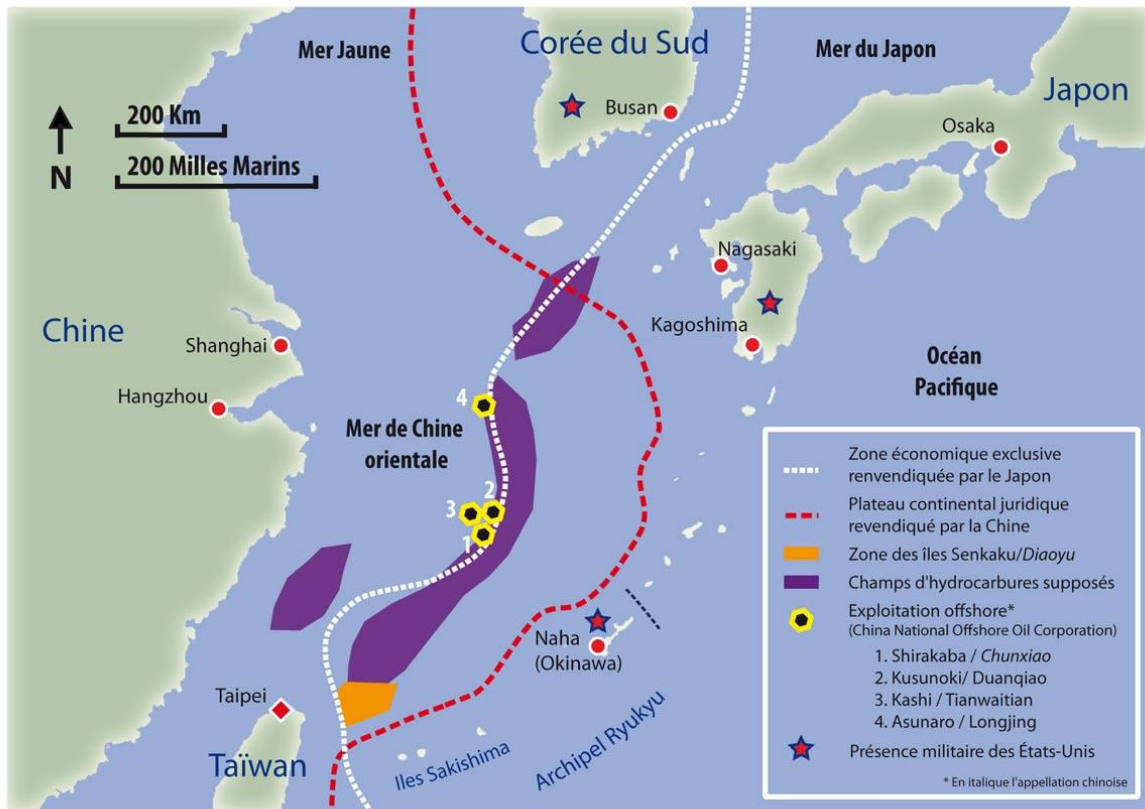 Mer Jaune
Corée du Sud
Mer du Japon
Japon
200 Km
200 Milles Marins
N
Busan
Osaka
Nagasaki
Kagoshima
Chine
Shanghai
Hangzhou
Océan
Pacifique
4
Mer de Chine
orientale
2
3
1
Naha
(Okinawa)
Taipei
Taïwan
Iles Sakishima
Archipel Ryukyu
Zone économique exclusive
renvendiquée par le Japon
Plateau continental juridique
revendiqué par la Chine
Zone des îles Senkaku/Diaoyu
Champs d'hydrocarbures supposés
Exploitation offshore*
(China National Offshore Oil Corporation)
1. Shirakaba / Chunxiao
2. Kusunoki/ Duanqiao
3. Kashi / Tianwaitian
4. Asunaro / Longjing
Présence militaire des États-Unis
* En italique l'appellation chinoise